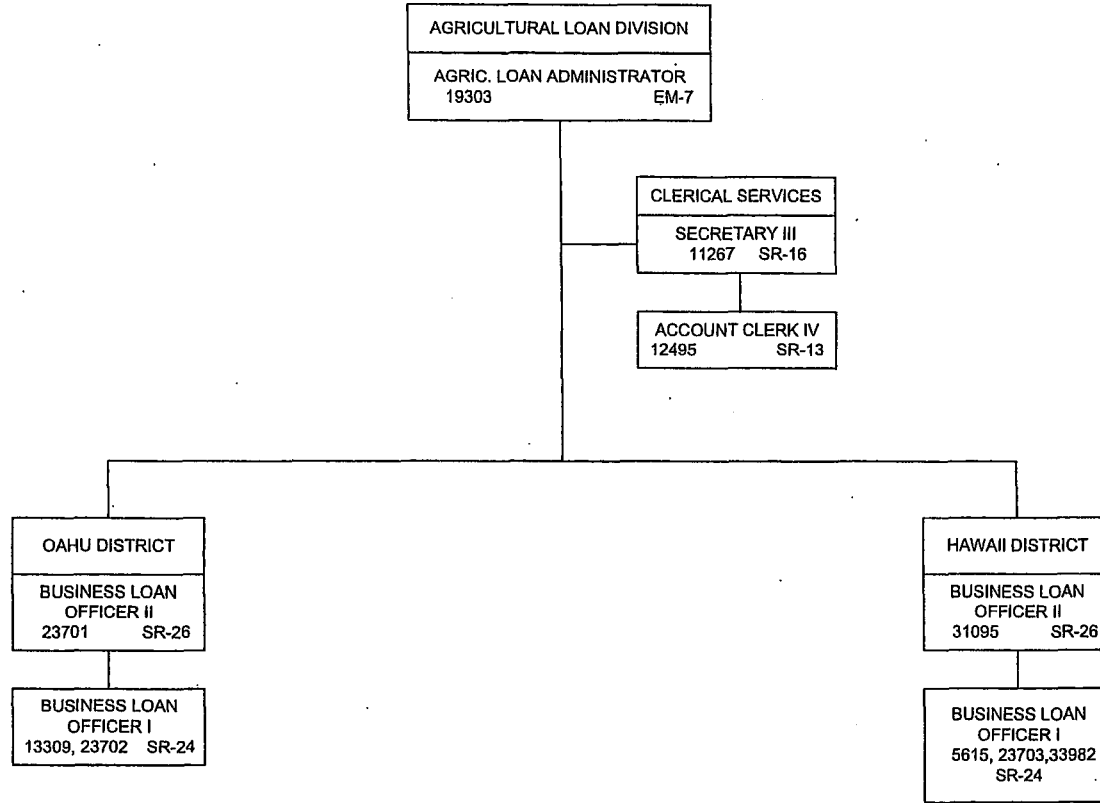 AGRICULTURAL LOAN DIVISION
AGRIC. LOAN ADMINISTRATOR
19303 EM-7
CLERICAL SERVICES
SECRETARY III
11267 SR-16
ACCOUNT CLERK IV
12495 SR-13
OAHU DISTRICT
BUSINESS LOAN
OFFICER II
23701 SR-26
BUSINESS LOAN
OFFICER I
13309, 23702 SR-24
HAWAII DISTRICT
BUSINESS LOAN
OFFICER II
31095 SR-26
BUSINESS LOAN
OFFICER I
5615, 23703,33982
SR-24